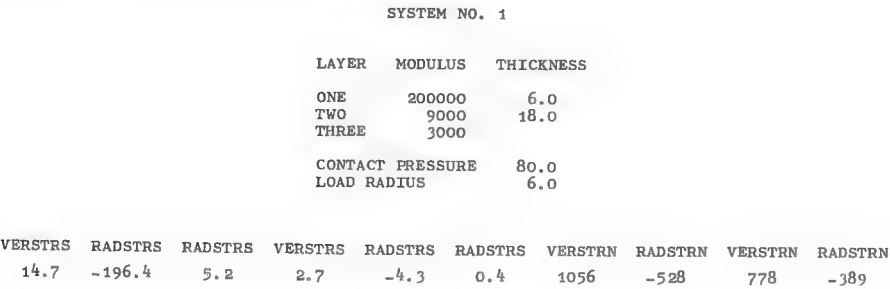 SYSTEM NO. 1
LAYER MODULUS THICKNESS
ONE 200000 6.0
TWO 9000 18.0
THREE 3000
CONTACT PRESSURE 80.0
LOAD RADIUS 6.0
VERSTRS RADSTRS RADSTRS VERSTRS RADSTRS RADSTRS VERSTRN RADSTRN VERSTRN RADSTRN
14.7 -196.4 5.2 2.7 -4.3 0.4 1056 -528 778 -389